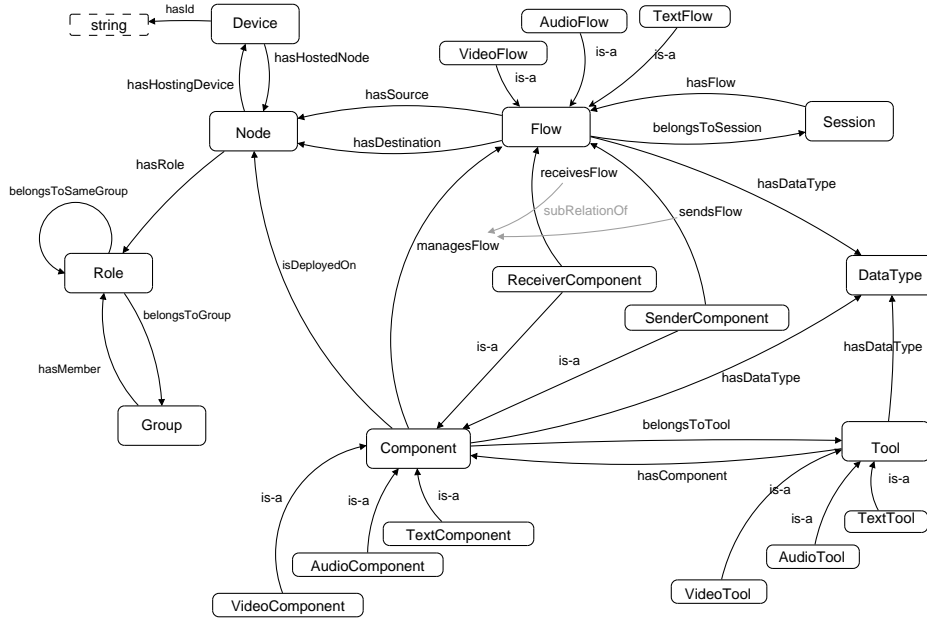 hasId
string
Device
AudioFlow
TextFlow
VideoFlow
is-a
is-a
is-a
hasHostedNode
hasHostingDevice
hasSource
hasFlow
Node
Flow
Session
belongsToSession
hasDestination
hasRole
receivesFlow
hasDataType
belongsToSameGroup
subRelationOf
sendsFlow
managesFlow
isDeployedOn
Role
ReceiverComponent
DataType
belongsToGroup
SenderComponent
is-a
is-a
hasDataType
hasMember
hasDataType
Group
Component
belongsToTool
Tool
hasComponent
is-a
is-a
is-a
is-a
is-a
is-a
TextTool
TextComponent
AudioTool
AudioComponent
VideoTool
VideoComponent